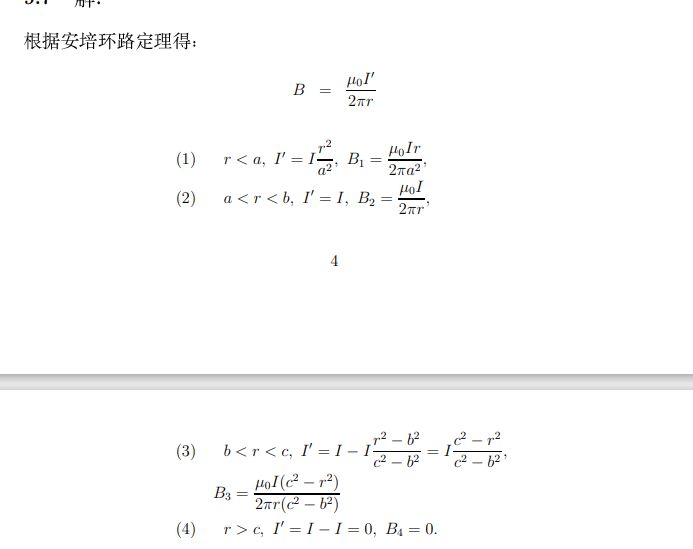 根据安培环路定理得：
B = \frac{\mu_0 I'}{2\pi r}
(1) r < a, I' = I\frac{r^2}{a^2}, B_1 = \frac{\mu_0 I r}{2\pi a^2},
(2) a < r < b, I' = I, B_2 = \frac{\mu_0 I}{2\pi r},
4
(3) b < r < c, I' = I − I\frac{r^2 − b^2}{c^2 − b^2} = I\frac{c^2 − r^2}{c^2 − b^2},
B_3 = \frac{\mu_0 I(c^2 − r^2)}{2\pi r(c^2 − b^2)}
(4) r > c, I' = I − I = 0, B_4 = 0.